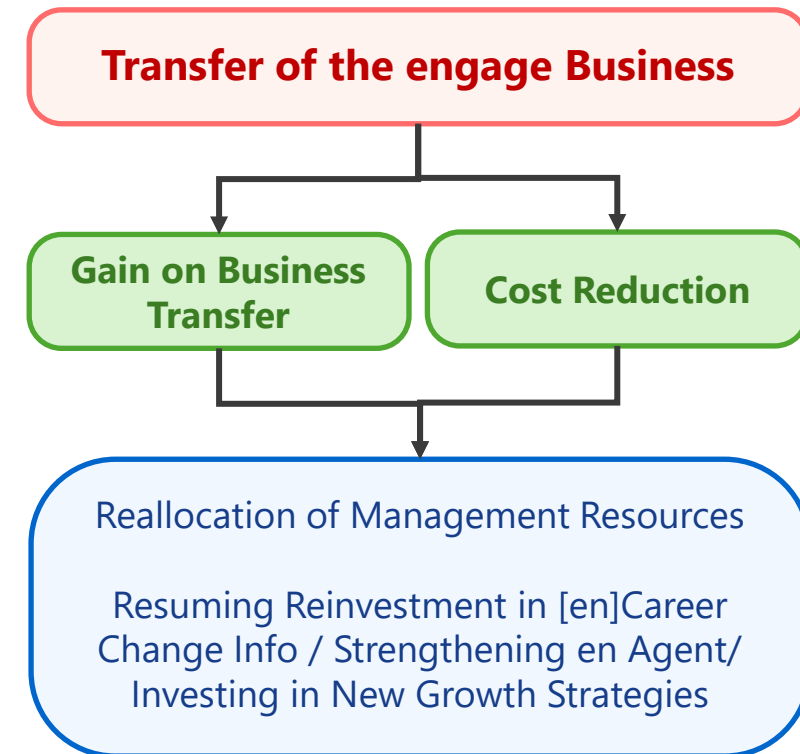 Transfer of the engage Business
Gain on Business
Transfer
Cost Reduction
Reallocation of Management Resources
Resuming Reinvestment in [en]Career
Change Info / Strengthening en Agent/
Investing in New Growth Strategies